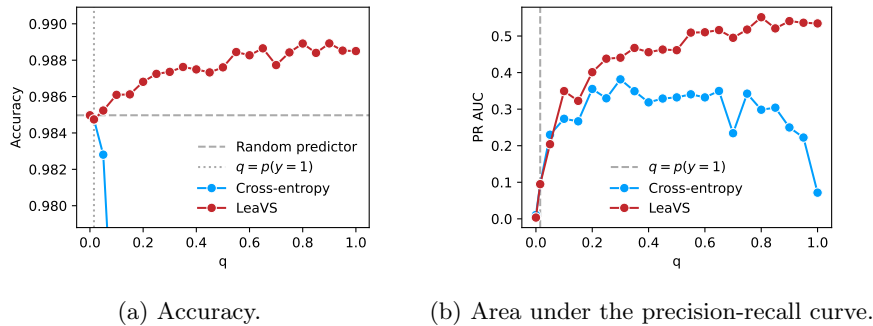 0.990
0.988
0.986
0.984
0.982
0.980
Accuracy
0.0 0.2 0.4 0.6 0.8 1.0
q
Random predictor
q = p(y = 1)
Cross-entropy
LeaVS
(a) Accuracy.
0.5
0.4
0.3
0.2
0.1
0.0
PR AUC
0.0 0.2 0.4 0.6 0.8 1.0
q
q = p(y = 1)
Cross-entropy
LeaVS
(b) Area under the precision-recall curve.